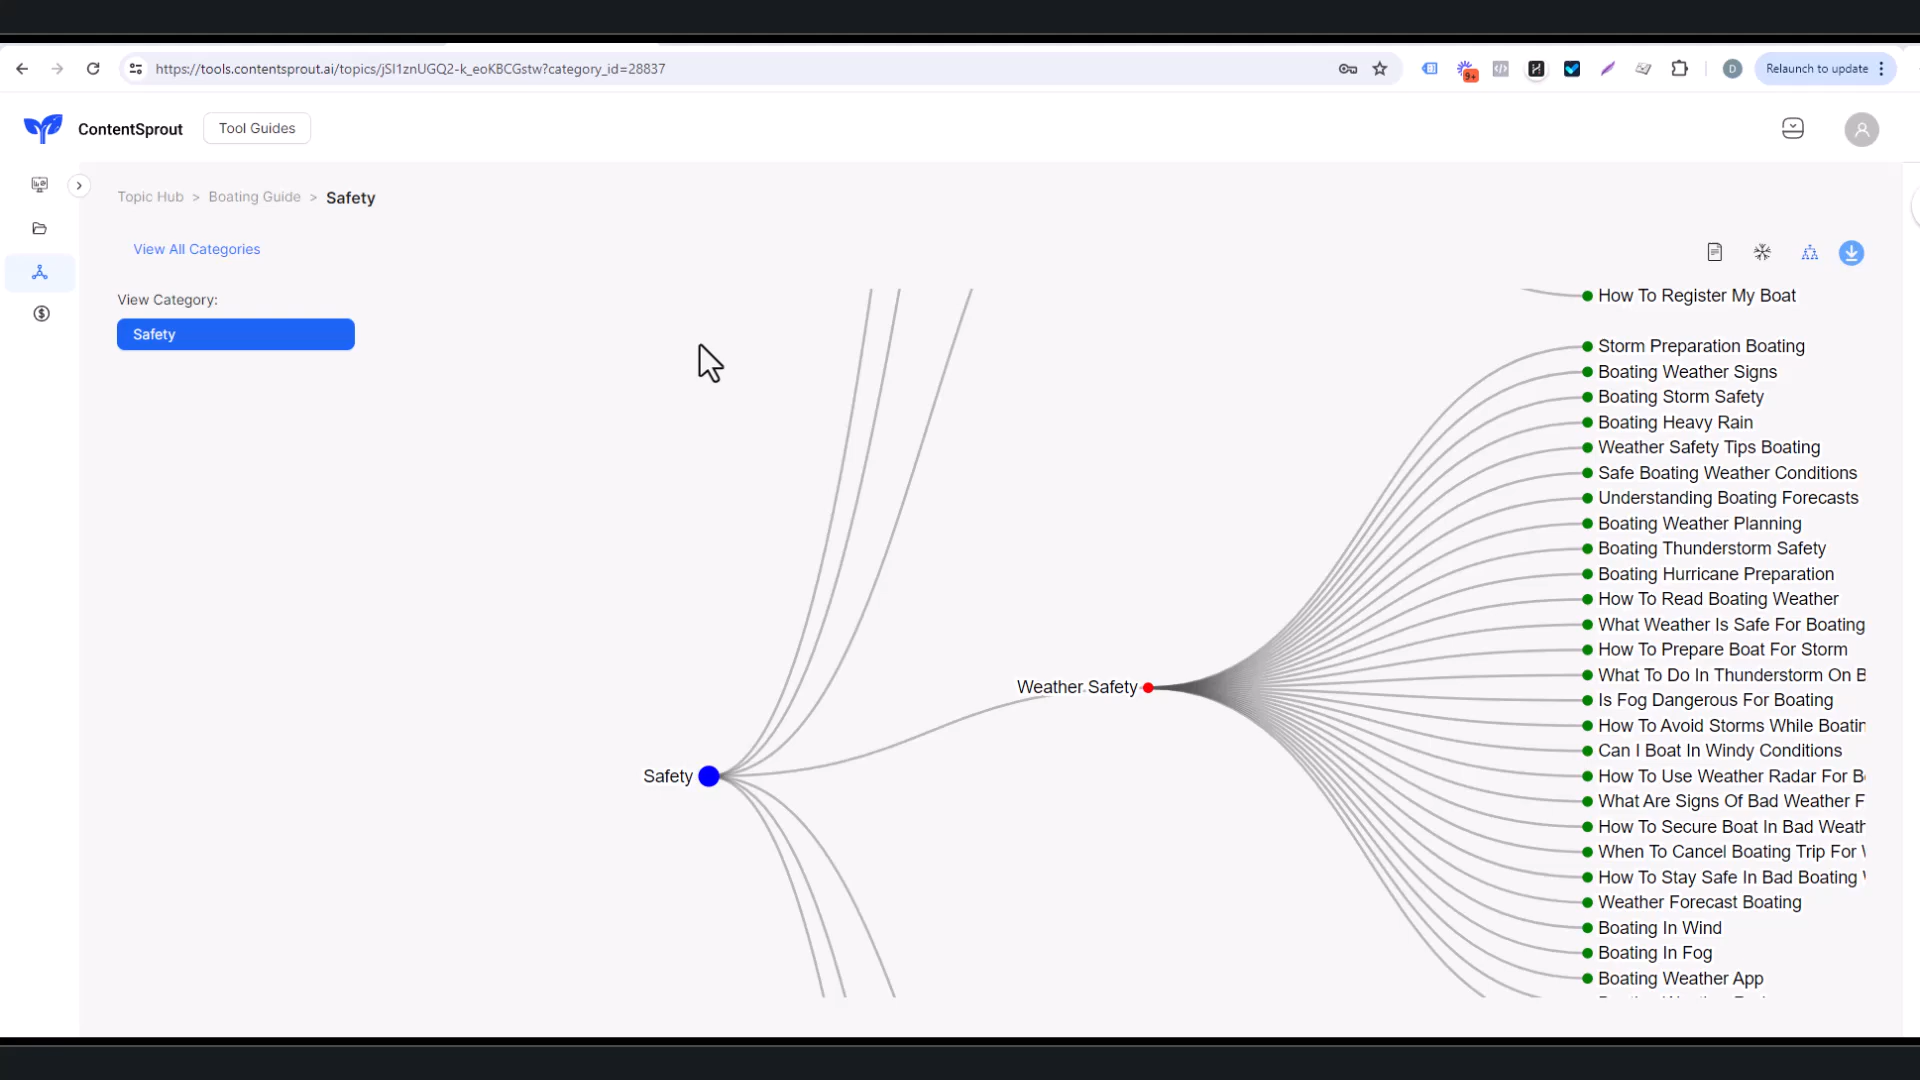 https://tools.contentsprout.ai/topics/jSI1znUGQ2-k_eoKBCGstw?category_id=28837
9+
D
Relaunch to update
ContentSprout
Tool Guides
Topic Hub > Boating Guide > Safety
View All Categories
View Category:
Safety
How To Register My Boat
Storm Preparation Boating
Boating Weather Signs
Boating Storm Safety
Boating Heavy Rain
Weather Safety Tips Boating
Safe Boating Weather Conditions
Understanding Boating Forecasts
Boating Weather Planning
Boating Thunderstorm Safety
Boating Hurricane Preparation
How To Read Boating Weather
What Weather Is Safe For Boating
How To Prepare Boat For Storm
What To Do In Thunderstorm On B
Weather Safety
Is Fog Dangerous For Boating
How To Avoid Storms While Boatin
Can I Boat In Windy Conditions
Safety
How To Use Weather Radar For B
What Are Signs Of Bad Weather F
How To Secure Boat In Bad Weath
When To Cancel Boating Trip For
How To Stay Safe In Bad Boating
Weather Forecast Boating
Boating In Wind
Boating In Fog
Boating Weather App